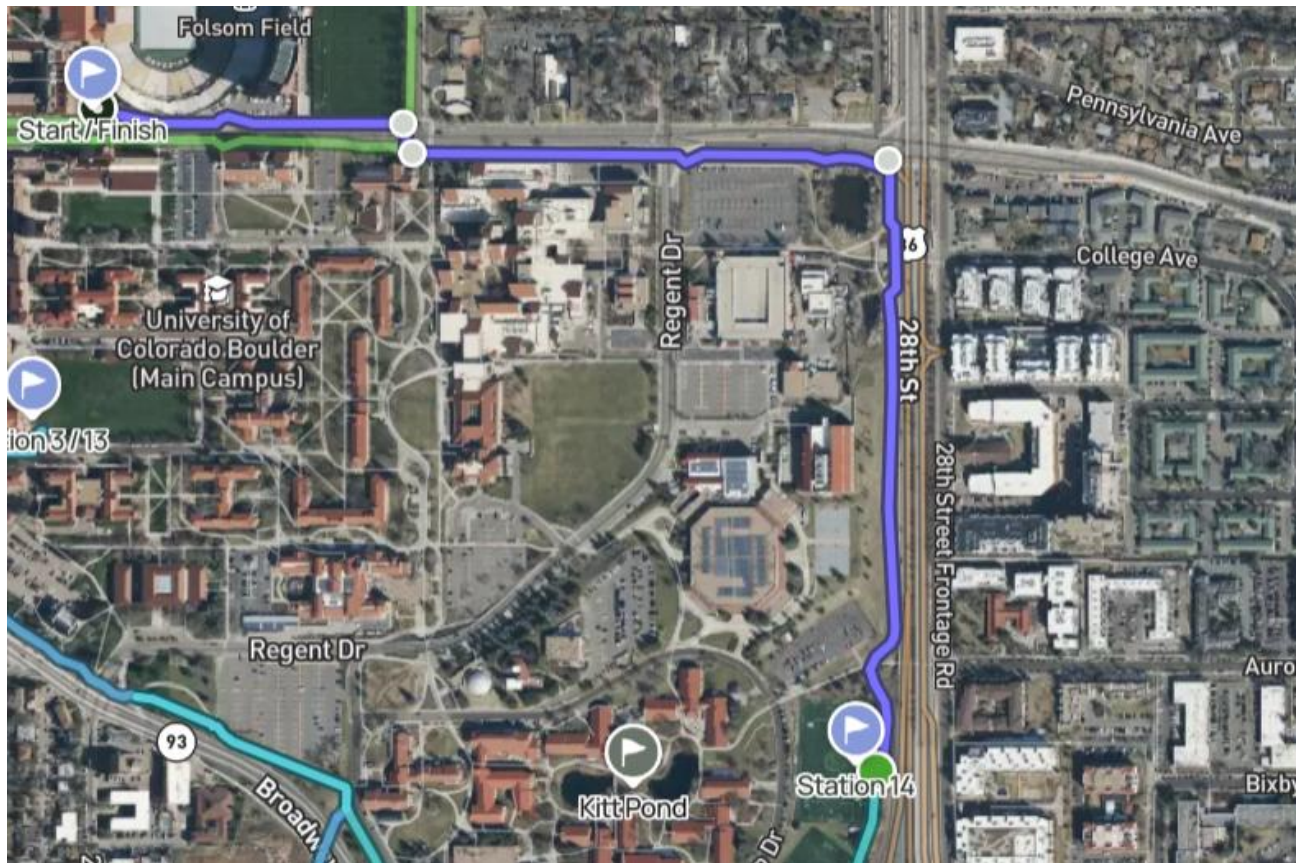 Folsom Field
Start / Finish
Pennsylvania Ave
Regent Dr
College Ave
University of
Colorado Boulder
(Main Campus)
28th St
tion 3 / 13
28th Street Frontage Rd
Regent Dr
Auro
93
Station 14
Kitt Pond
Bixby
Broadw
Dr